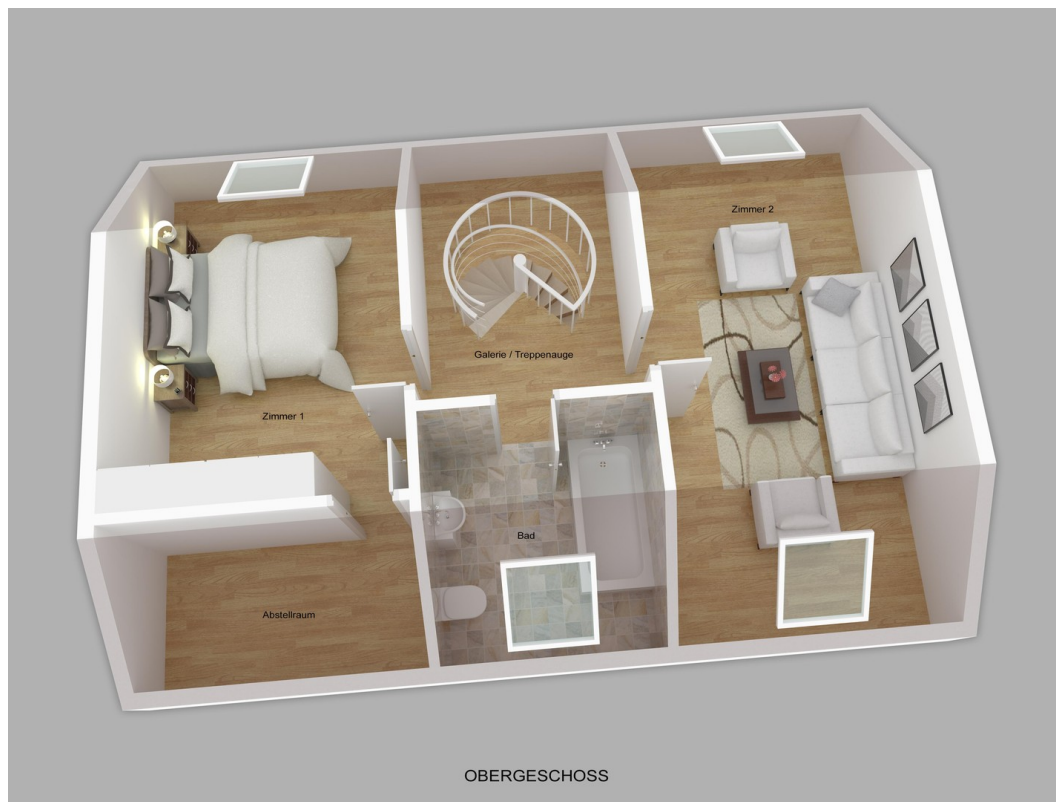 Zimmer 2
Galerie / Treppenauge
Zimmer 1
Bad
Abstellraum
OBERGESCHOSS